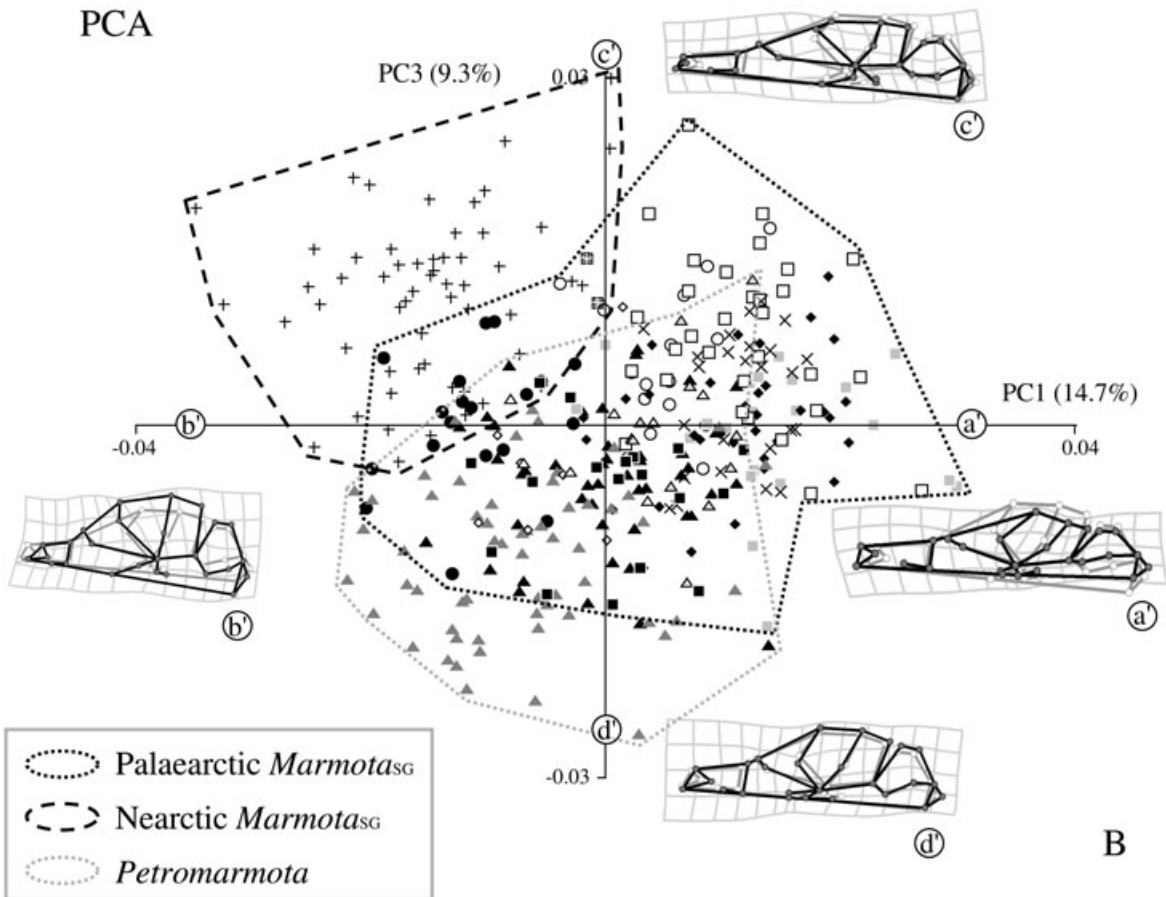 PCA
c'
PC3 (9.3%)
0.03
c'
PC1 (14.7%)
b'
a'
-0.04
0.04
b'
a'
d'
-0.03
d'
B
Palaearctic MarmotaSG
Nearctic MarmotaSG
Petromarmota